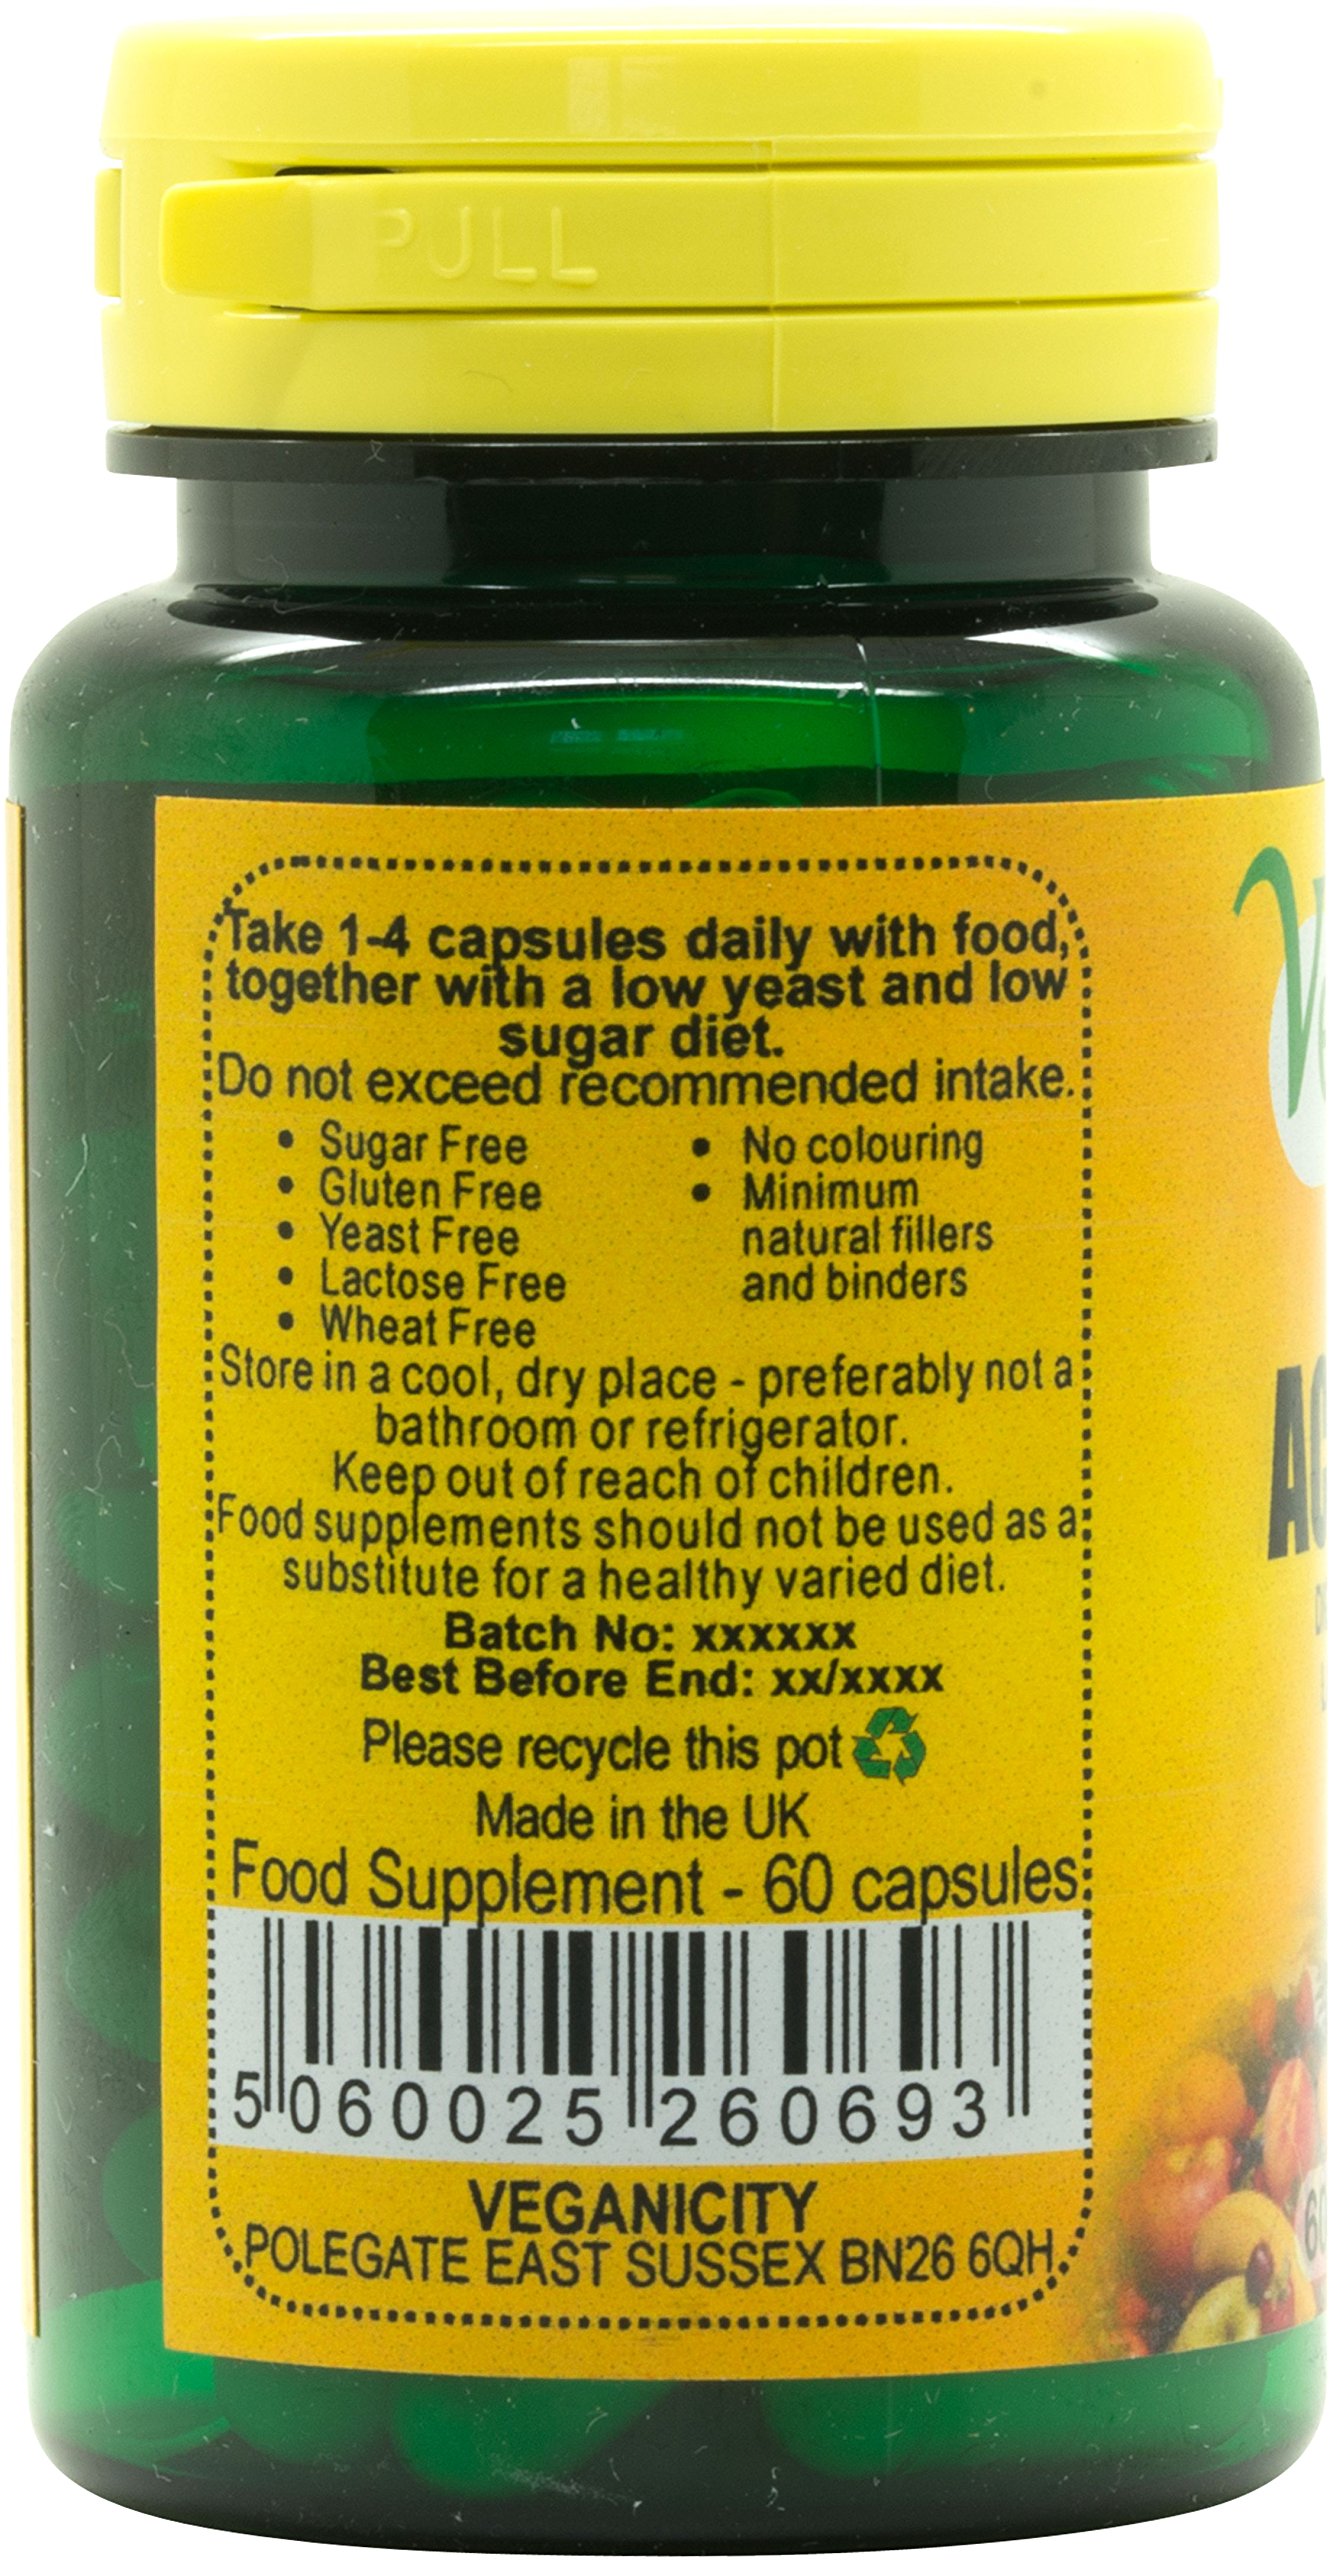 PULL
Take 1-4 capsules daily with food,
together with a low yeast and low
sugar diet.
Do not exceed recommended intake.
• Sugar Free
• Gluten Free
• Yeast Free
• Lactose Free
• Wheat Free
• No colouring
• Minimum
natural fillers
and binders
Store in a cool, dry place - preferably not a
bathroom or refrigerator.
Keep out of reach of children.
Food supplements should not be used as a
substitute for a healthy varied diet.
Batch No: xxxxxx
Best Before End: xx/xxxx
Please recycle this pot
Made in the UK
Food Supplement - 60 capsules
5 060025 260693
VEGANICITY
POLEGATE EAST SUSSEX BN26 6QH